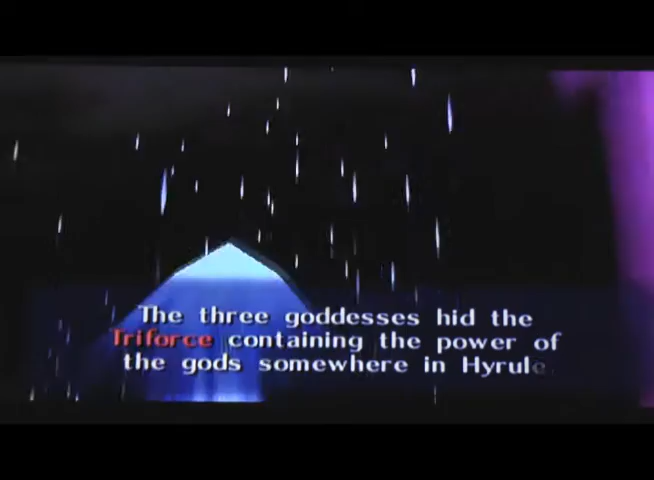 The three goddesses hid the
Triforce containing the power of
the gods somewhere in Hyrule